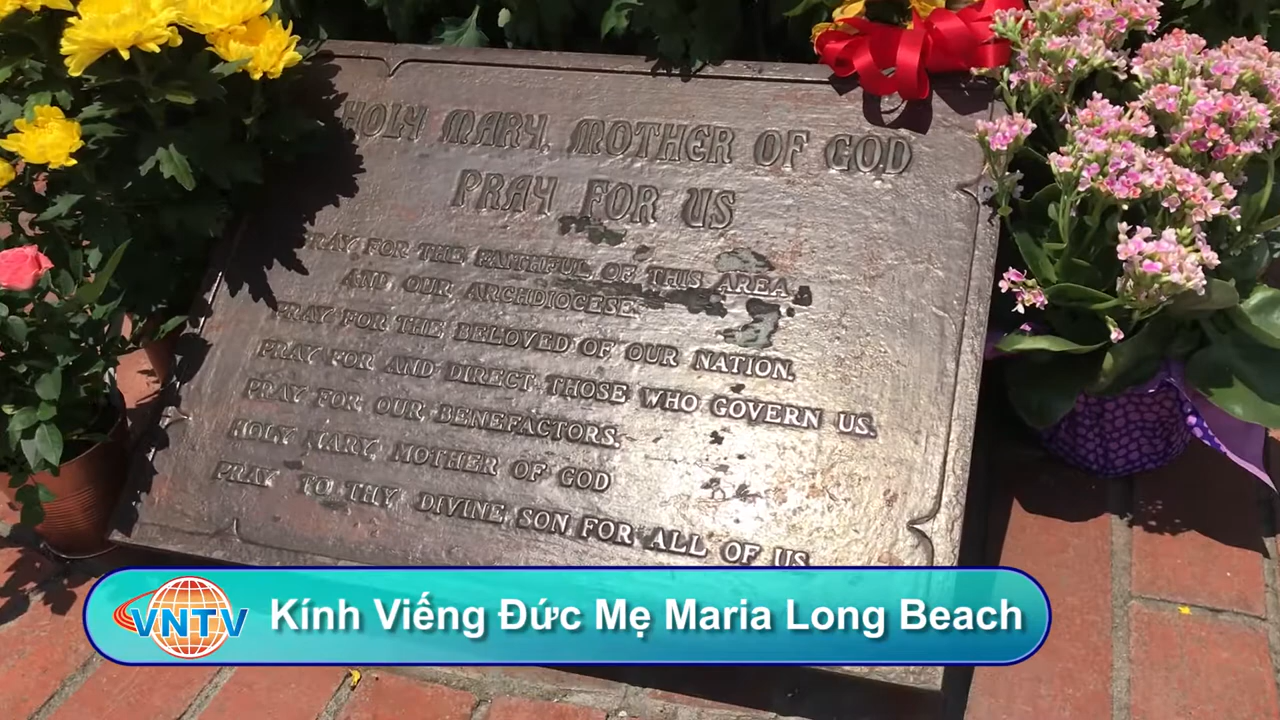 HOLY MARY, MOTHER OF GOD
PRAY FOR US
PRAY FOR THE FAITHFUL OF THIS AREA,
AND OUR ARCHDIOCESE.
PRAY FOR THE BELOVED OF OUR NATION.
PRAY FOR AND DIRECT THOSE WHO GOVERN US.
PRAY FOR OUR BENEFACTORS.
HOLY MARY, MOTHER OF GOD
PRAY TO THY DIVINE SON FOR ALL OF US
VNTV
Kính Viếng Đức Mẹ Maria Long Beach